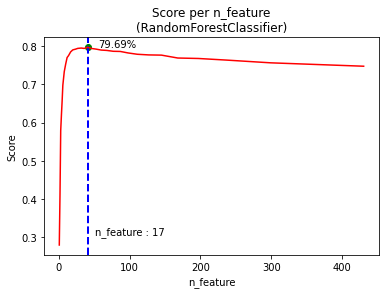 Score per n_feature
(RandomForestClassifier)
79.69%
0.8
0.7
0.6
0.5
0.4
0.3
Score
n_feature : 17
0
100
200
300
400
n_feature